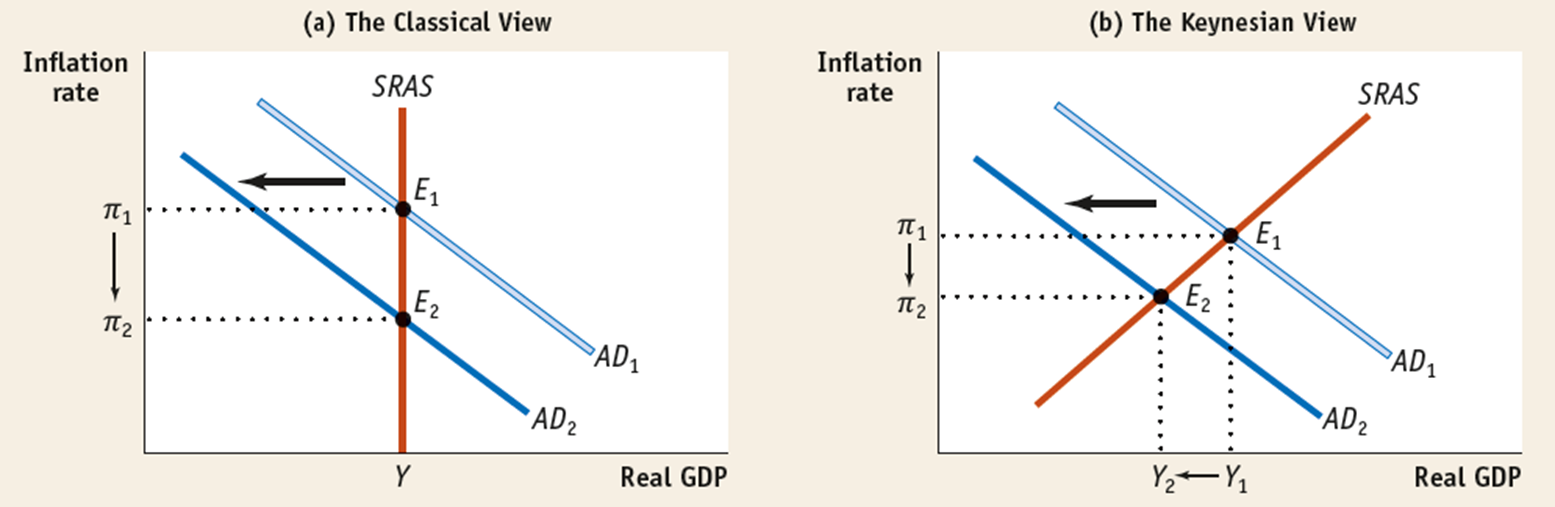 (a) The Classical View
Inflation
rate
SRAS
E₁
π₁
E₂
π₂
AD₁
AD₂
Y
Real GDP
(b) The Keynesian View
Inflation
rate
SRAS
π₁
E₁
π₂
E₂
AD₁
AD₂
Y₂
Y₁
Real GDP